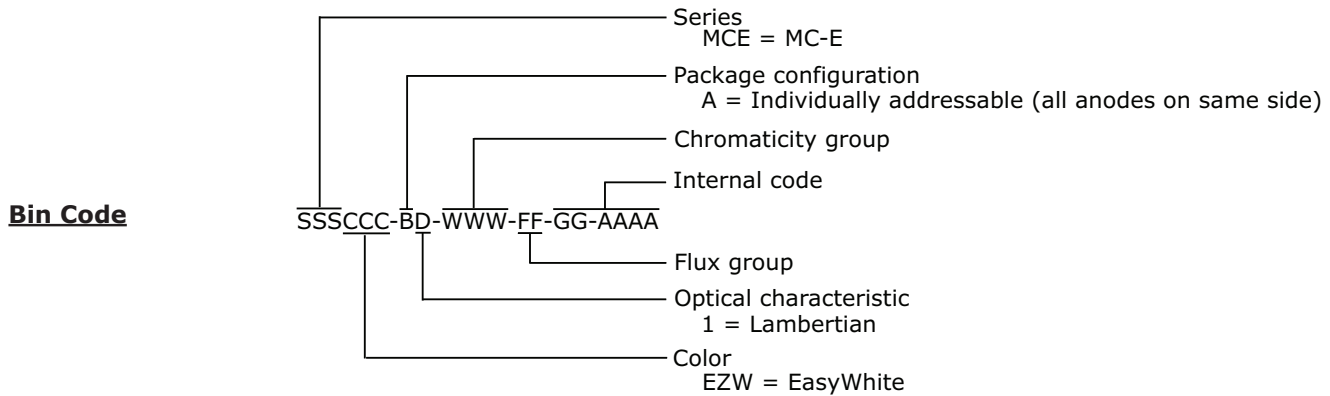 Series
MCE = MC-E
Package configuration
A = Individually addressable (all anodes on same side)
Chromaticity group
Internal code
Bin Code
SSSCCC-BD-WWW-FF-GG-AAAA
Flux group
Optical characteristic
1 = Lambertian
Color
EZW = EasyWhite